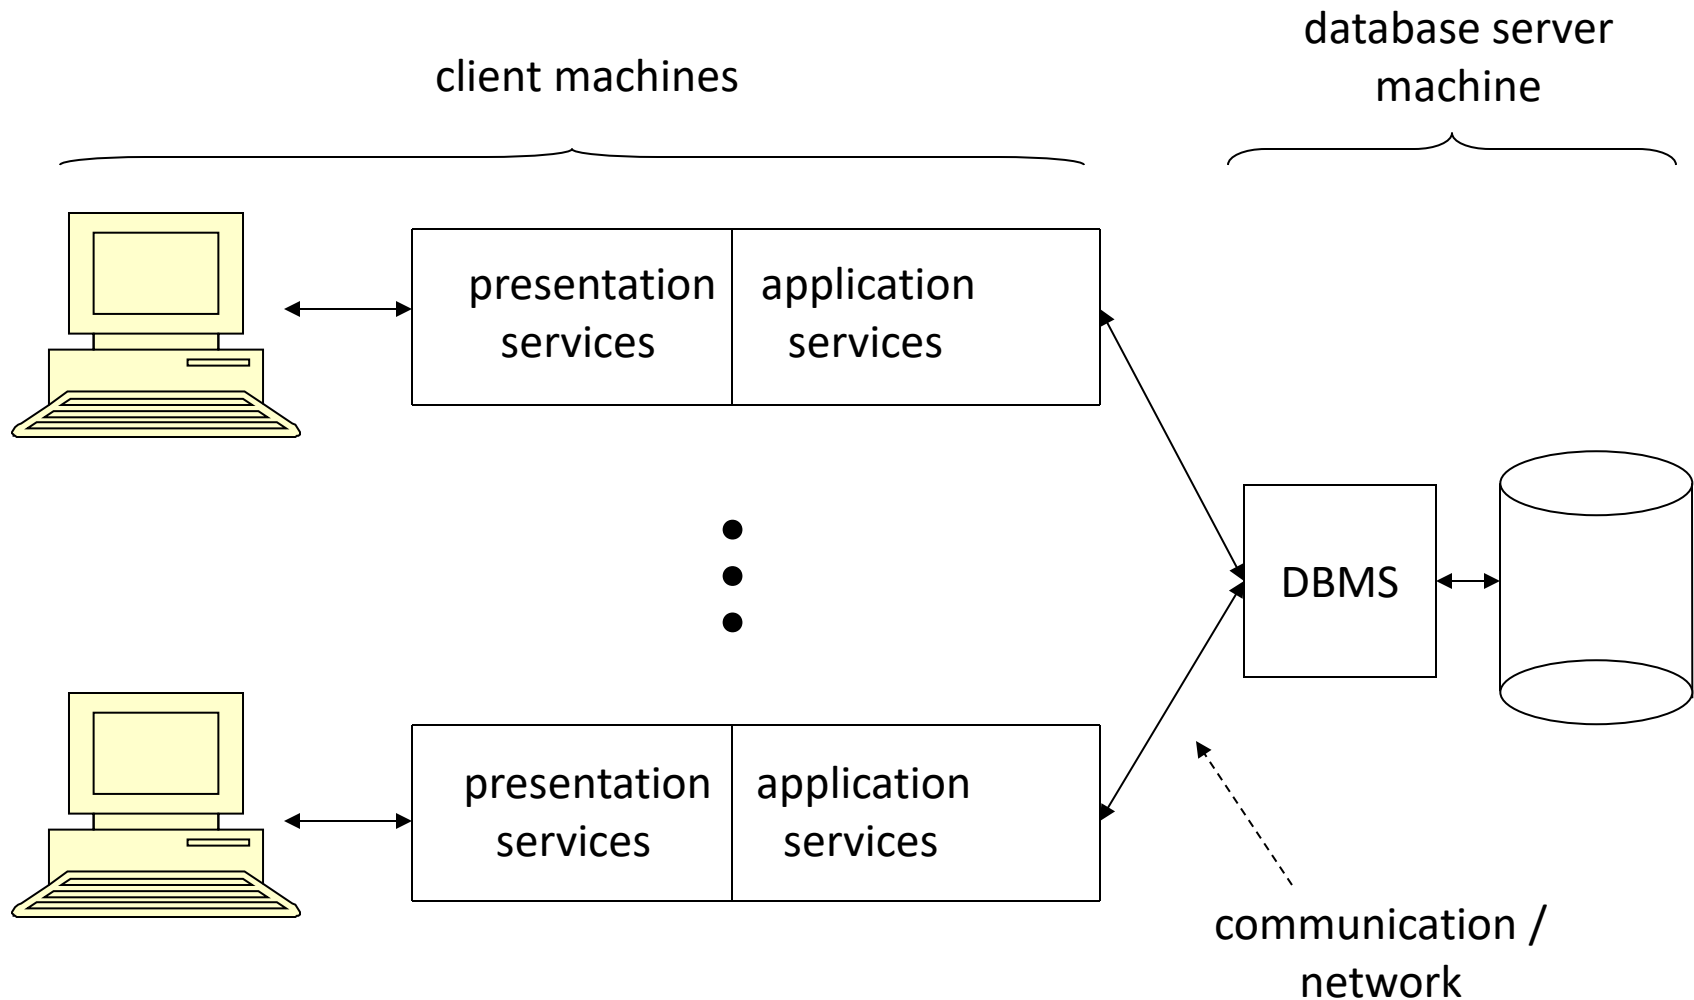 database server
machine
client machines
presentation
services
application
services
DBMS
presentation
services
application
services
communication /
network